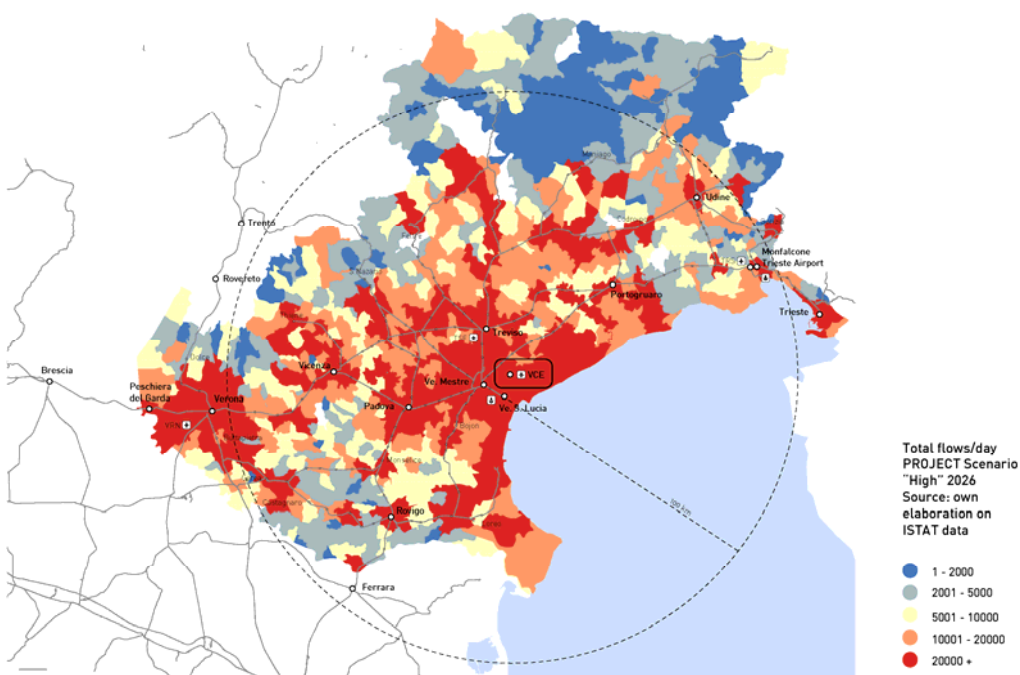 Trento
Rovereto
Brescia
Peschiera
del Garda
Verona
VRN
Vicenza
Padova
Treviso
Ve. Mestre
VCE
Ve. S. Lucia
Portogruaro
Udine
Monfalcone
Trieste Airport
Trieste
Rovigo
Ferrara
100 km
Total flows/day
PROJECT Scenario
"High" 2026
Source: own
elaboration on
ISTAT data
1 - 2000
2001 - 5000
5001 - 10000
10001 - 20000
20000 +